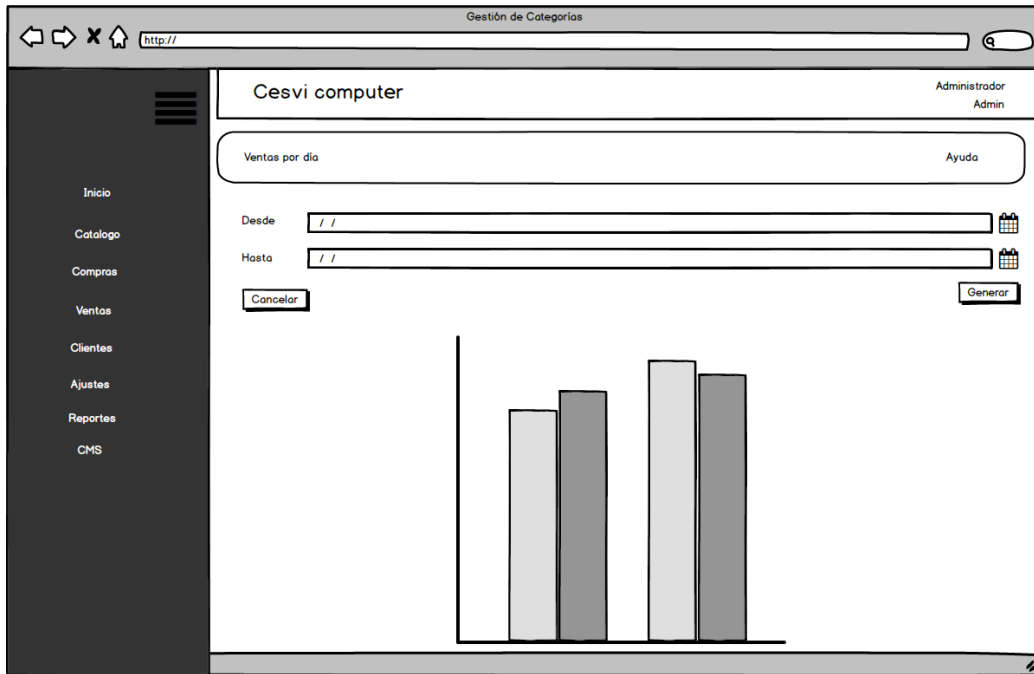 Gestión de Categorías
http://
Cesvi computer
Administrador
Admin
Ventas por día
Ayuda
Inicio
Catalogo
Compras
Ventas
Clientes
Ajustes
Reportes
CMS
Desde
/ /
Hasta
/ /
Cancelar
Generar